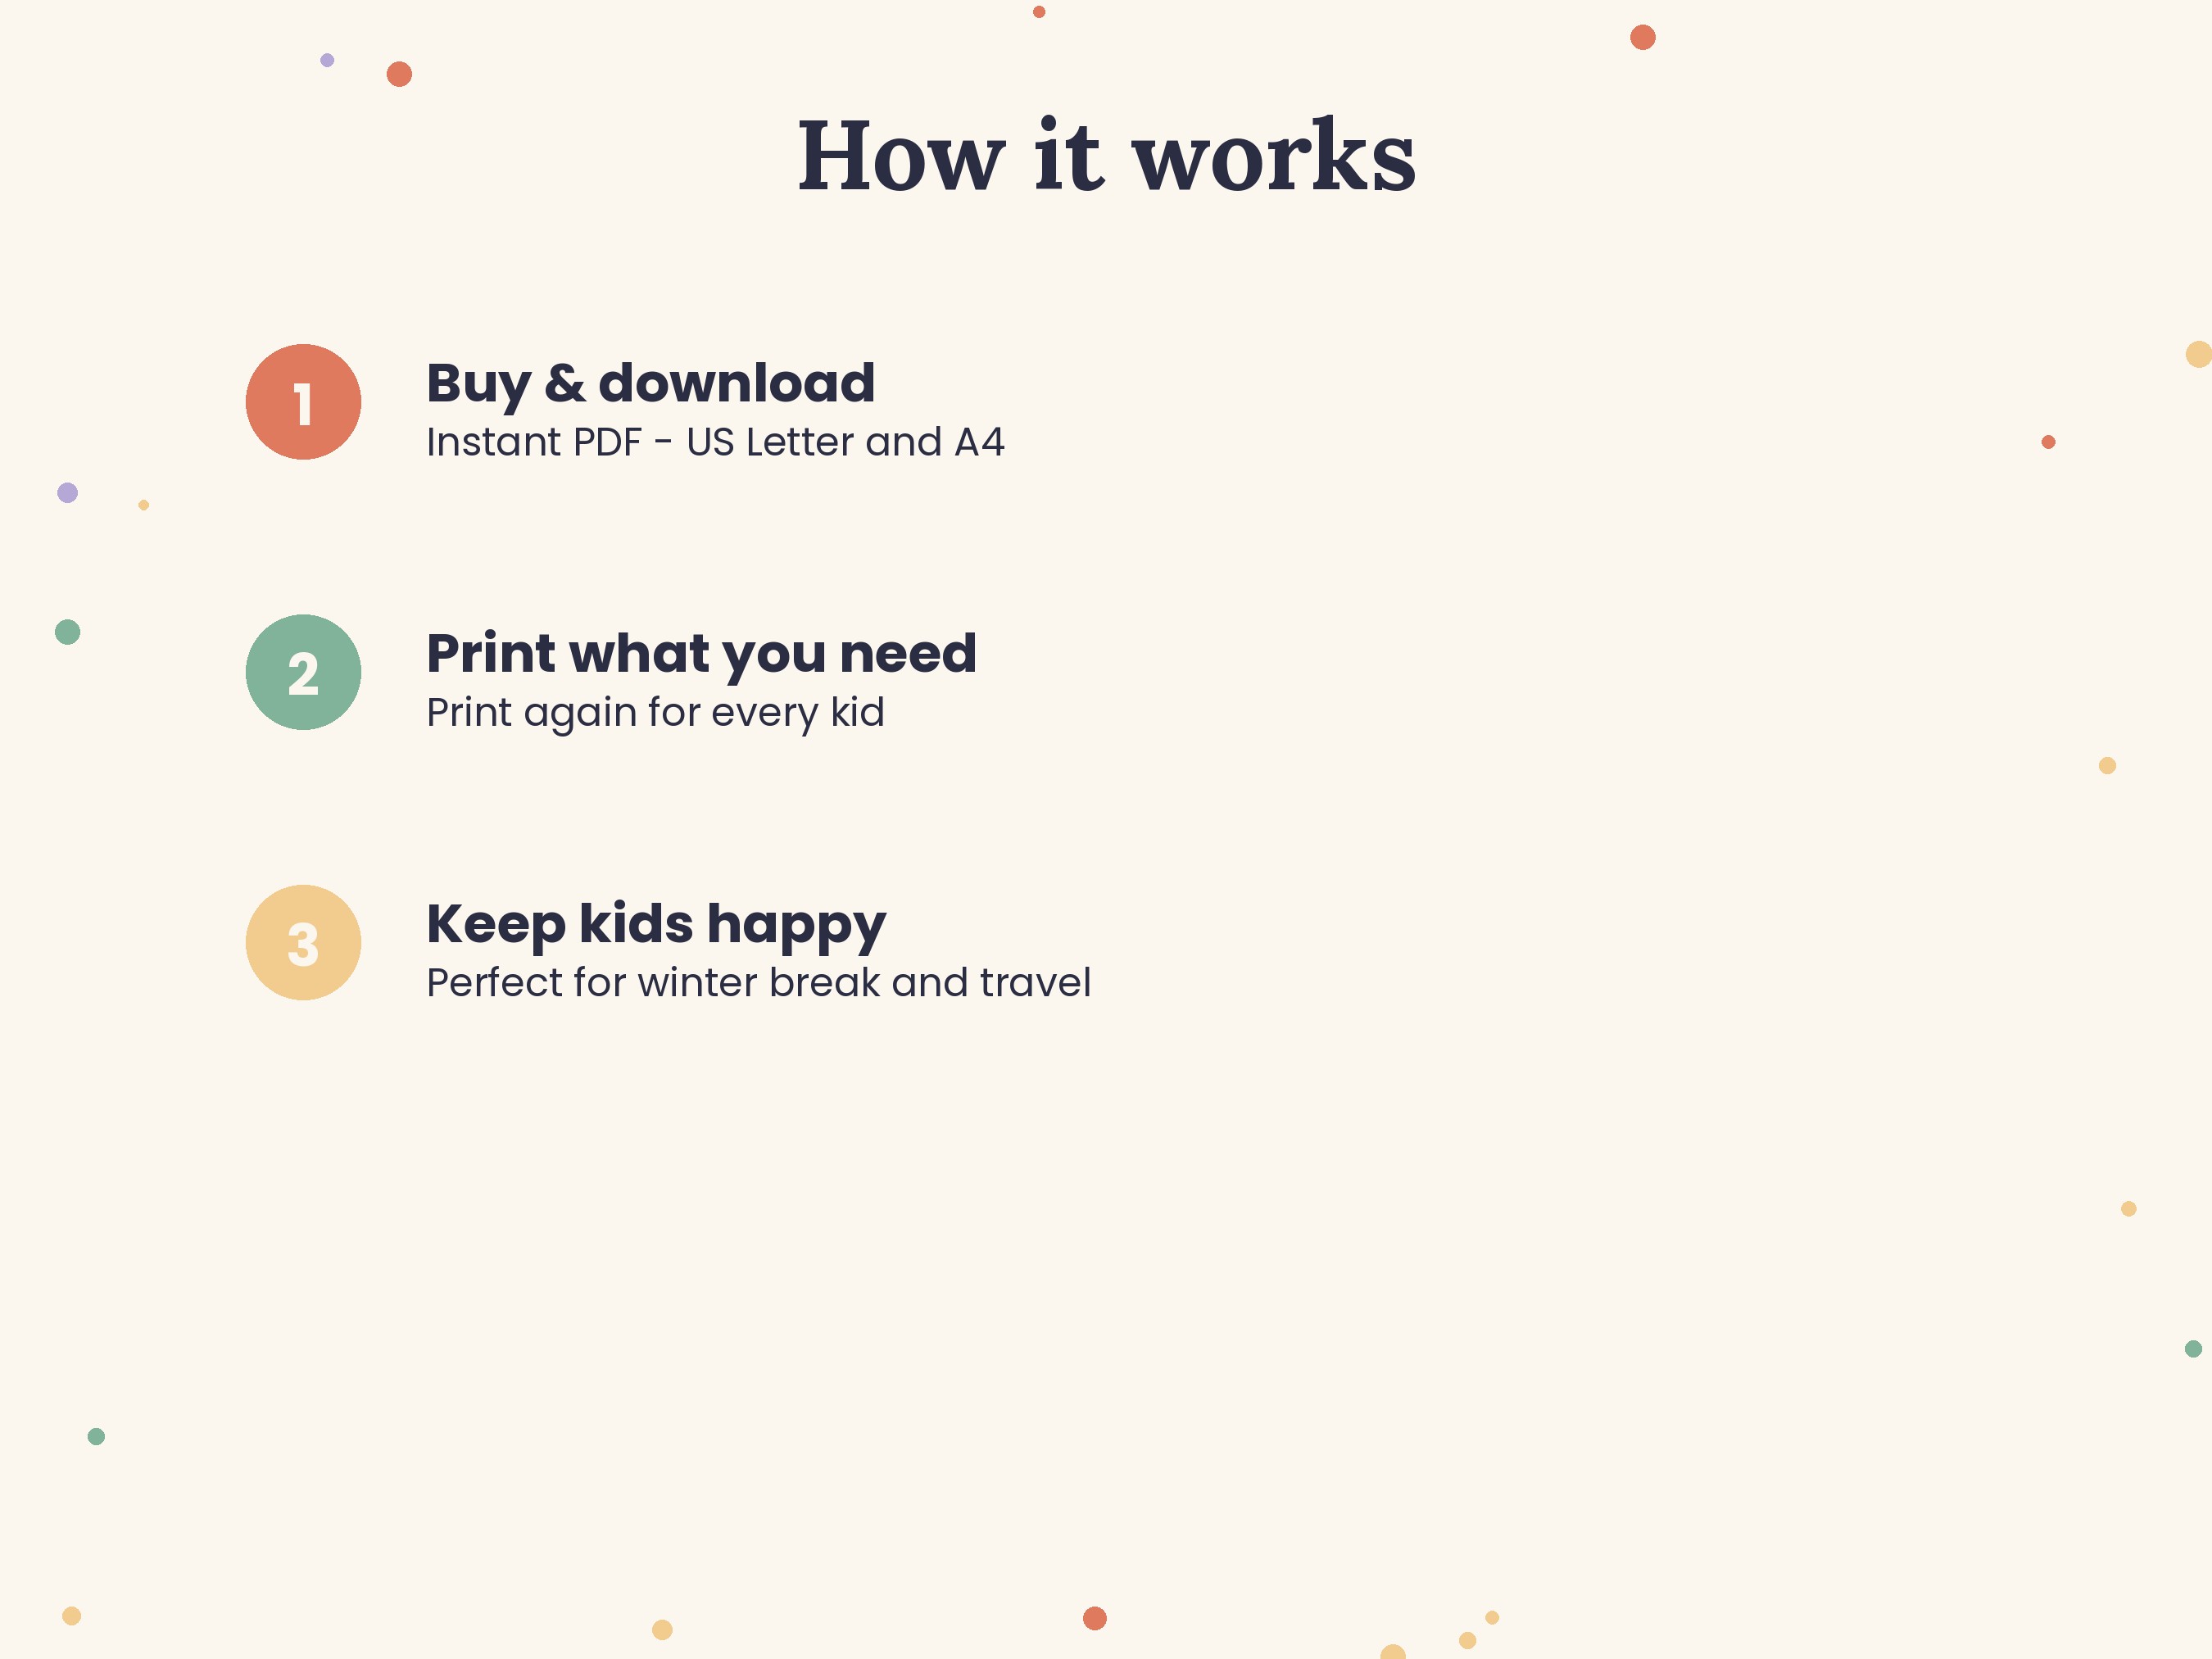 How it works
1
Buy & download
Instant PDF - US Letter and A4
2
Print what you need
Print again for every kid
3
Keep kids happy
Perfect for winter break and travel